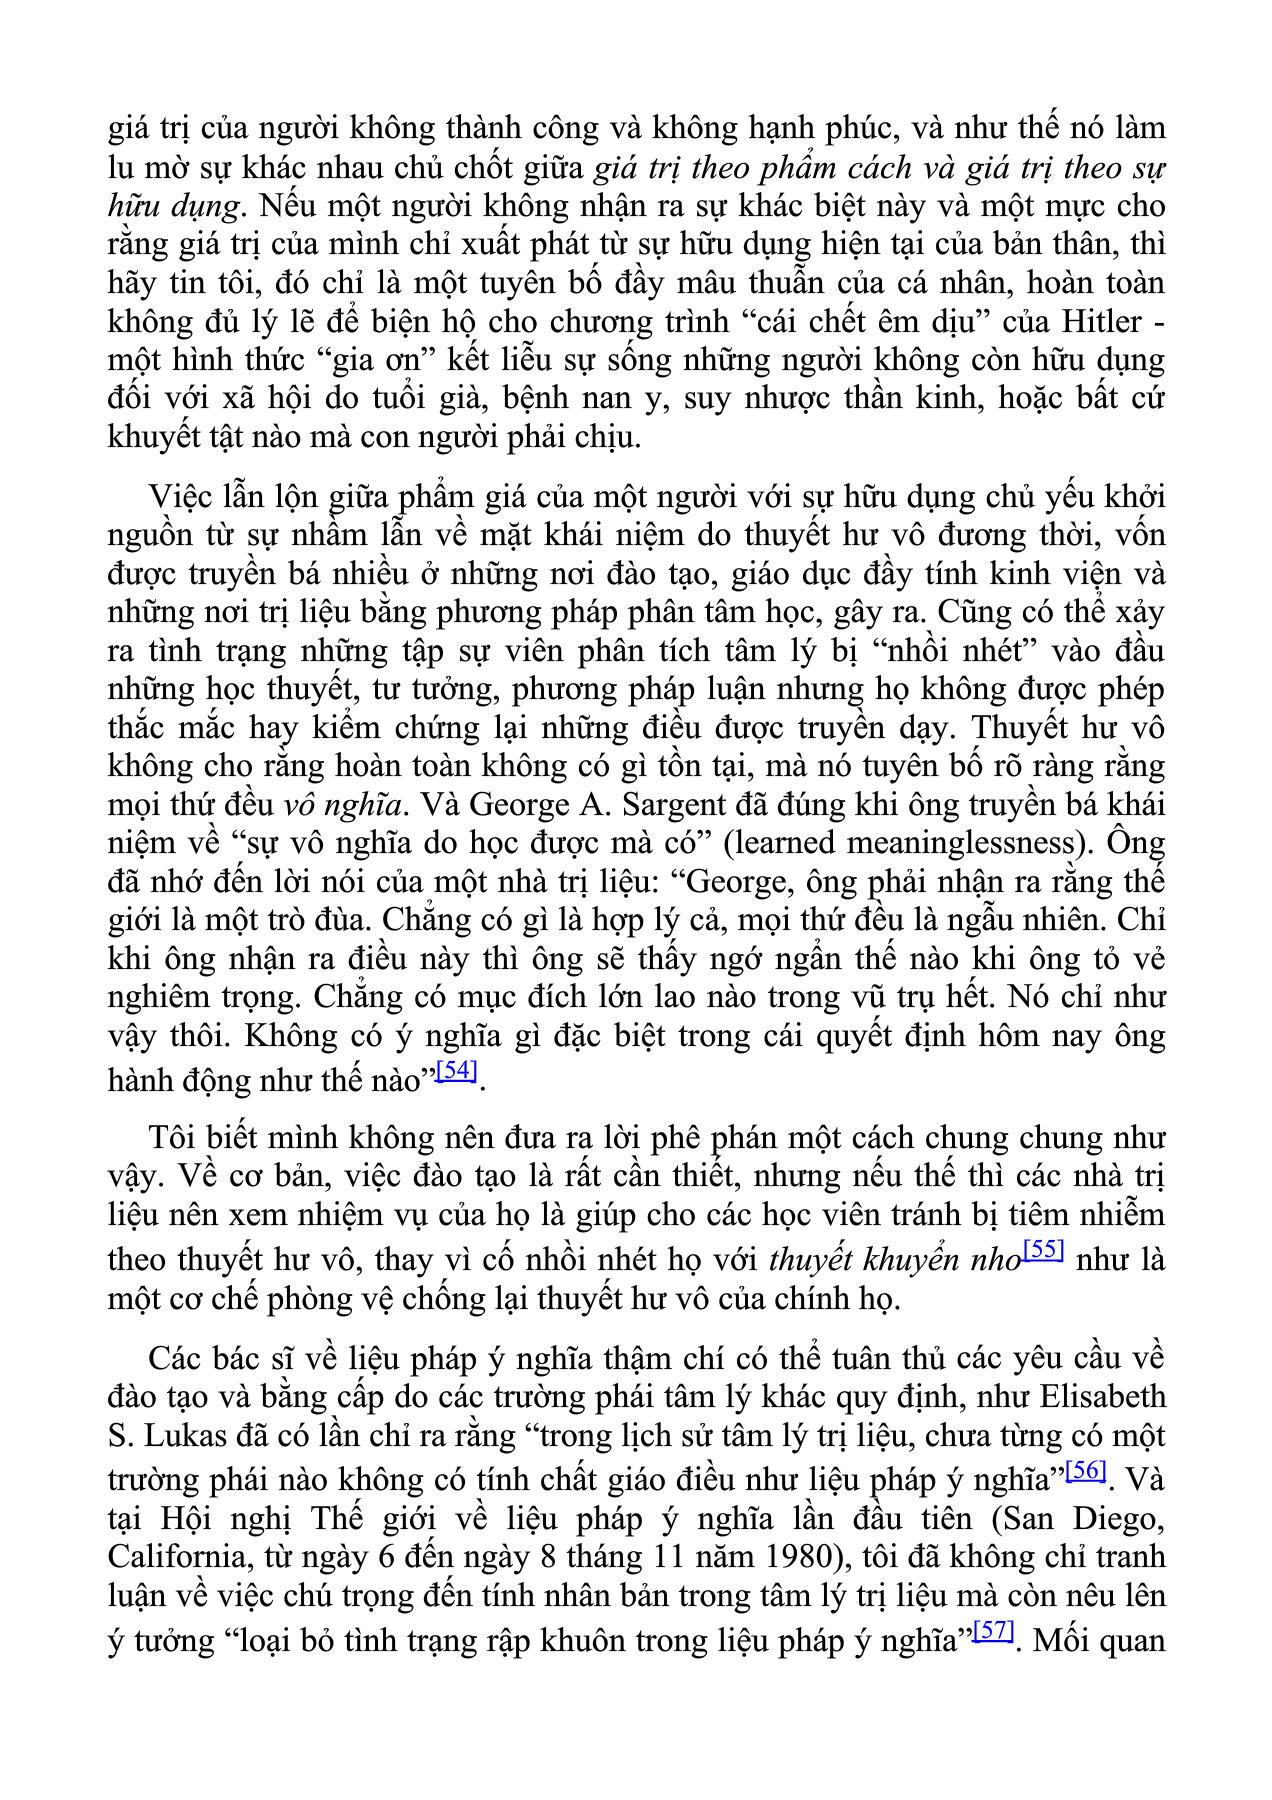 giá trị của người không thành công và không hạnh phúc, và như thế nó làm
lu mờ sự khác nhau chủ chốt giữa giá trị theo phẩm cách và giá trị theo sự
hữu dụng. Nếu một người không nhận ra sự khác biệt này và một mực cho
rằng giá trị của mình chỉ xuất phát từ sự hữu dụng hiện tại của bản thân, thì
hãy tin tôi, đó chỉ là một tuyên bố đầy mâu thuẫn của cá nhân, hoàn toàn
không đủ lý lẽ để biện hộ cho chương trình “cái chết êm dịu” của Hitler -
một hình thức “gia ơn” kết liễu sự sống những người không còn hữu dụng
đối với xã hội do tuổi già, bệnh nan y, suy nhược thần kinh, hoặc bất cứ
khuyết tật nào mà con người phải chịu.
Việc lẫn lộn giữa phẩm giá của một người với sự hữu dụng chủ yếu khởi
nguồn từ sự nhầm lẫn về mặt khái niệm do thuyết hư vô đương thời, vốn
được truyền bá nhiều ở những nơi đào tạo, giáo dục đầy tính kinh viện và
những nơi trị liệu bằng phương pháp phân tâm học, gây ra. Cũng có thể xảy
ra tình trạng những tập sự viên phân tích tâm lý bị “nhồi nhét” vào đầu
những học thuyết, tư tưởng, phương pháp luận nhưng họ không được phép
thắc mắc hay kiểm chứng lại những điều được truyền dạy. Thuyết hư vô
không cho rằng hoàn toàn không có gì tồn tại, mà nó tuyên bố rõ ràng rằng
mọi thứ đều vô nghĩa. Và George A. Sargent đã đúng khi ông truyền bá khái
niệm về “sự vô nghĩa do học được mà có” (learned meaninglessness). Ông
đã nhớ đến lời nói của một nhà trị liệu: “George, ông phải nhận ra rằng thế
giới là một trò đùa. Chẳng có gì là hợp lý cả, mọi thứ đều là ngẫu nhiên. Chỉ
khi ông nhận ra điều này thì ông sẽ thấy ngớ ngẩn thế nào khi ông tỏ vẻ
nghiêm trọng. Chẳng có mục đích lớn lao nào trong vũ trụ hết. Nó chỉ như
vậy thôi. Không có ý nghĩa gì đặc biệt trong cái quyết định hôm nay ông
hành động như thế nào”[54].
Tôi biết mình không nên đưa ra lời phê phán một cách chung chung như
vậy. Về cơ bản, việc đào tạo là rất cần thiết, nhưng nếu thế thì các nhà trị
liệu nên xem nhiệm vụ của họ là giúp cho các học viên tránh bị tiêm nhiễm
theo thuyết hư vô, thay vì cố nhồi nhét họ với thuyết khuyển nho[55] như là
một cơ chế phòng vệ chống lại thuyết hư vô của chính họ.
Các bác sĩ về liệu pháp ý nghĩa thậm chí có thể tuân thủ các yêu cầu về
đào tạo và bằng cấp do các trường phái tâm lý khác quy định, như Elisabeth
S. Lukas đã có lần chỉ ra rằng “trong lịch sử tâm lý trị liệu, chưa từng có một
trường phái nào không có tính chất giáo điều như liệu pháp ý nghĩa”[56]. Và
tại Hội nghị Thế giới về liệu pháp ý nghĩa lần đầu tiên (San Diego,
California, từ ngày 6 đến ngày 8 tháng 11 năm 1980), tôi đã không chỉ tranh
luận về việc chú trọng đến tính nhân bản trong tâm lý trị liệu mà còn nêu lên
ý tưởng “loại bỏ tình trạng rập khuôn trong liệu pháp ý nghĩa”[57]. Mối quan